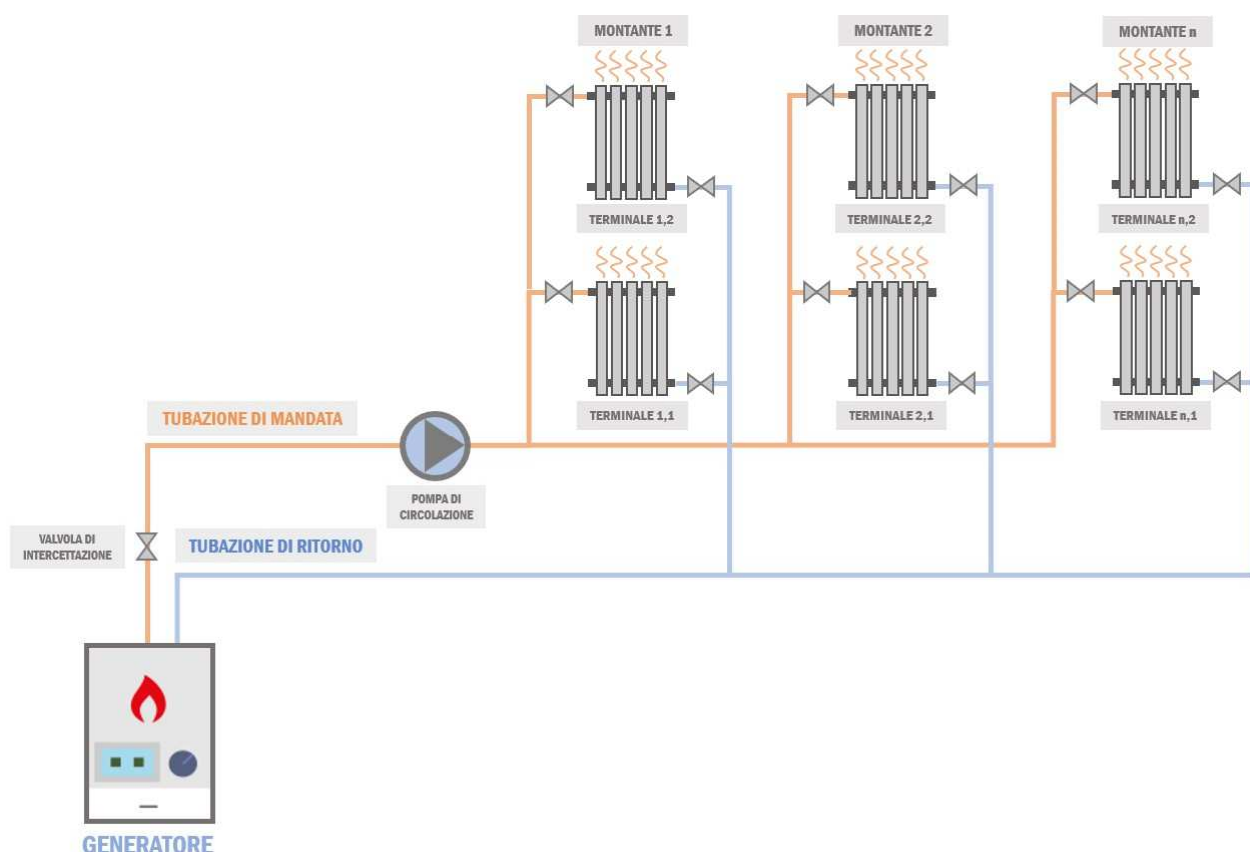 MONTANTE 1
MONTANTE 2
MONTANTE n
TERMINALE 1,2
TERMINALE 2,2
TERMINALE n,2
TERMINALE 1,1
TERMINALE 2,1
TERMINALE n,1
TUBAZIONE DI MANDATA
POMPA DI
CIRCOLAZIONE
VALVOLA DI
INTERCETTAZIONE
TUBAZIONE DI RITORNO
GENERATORE